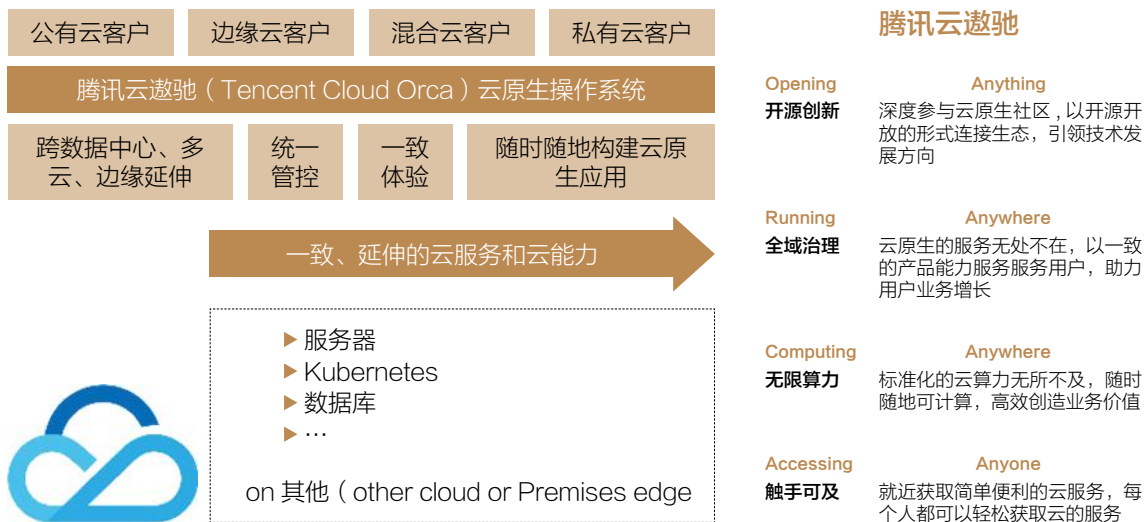 公有云客户
边缘云客户
混合云客户
私有云客户
腾讯云遨驰（Tencent Cloud Orca）云原生操作系统
跨数据中心、多
云、边缘延伸
统一
管控
一致
体验
随时随地构建云原
生应用
一致、延伸的云服务和云能力
服务器
Kubernetes
数据库
…
on 其他（other cloud or Premises edge
腾讯云遨驰
Opening Anything
开源创新 深度参与云原生社区 , 以开源开
放的形式连接生态，引领技术发
展方向
Running Anywhere
全域治理 云原生的服务无处不在，以一致
的产品能力服务服务用户，助力
用户业务增长
Computing Anywhere
无限算力 标准化的云算力无所不及，随时
随地可计算，高效创造业务价值
Accessing Anyone
触手可及 就近获取简单便利的云服务，每
个人都可以轻松获取云的服务